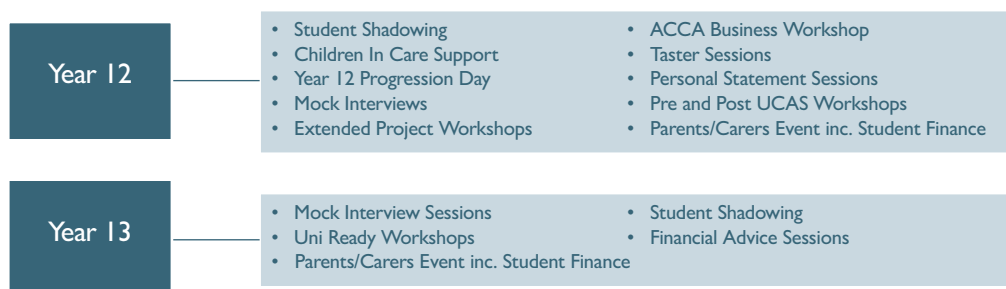 Year 12
• Student Shadowing
• Children In Care Support
• Year 12 Progression Day
• Mock Interviews
• Extended Project Workshops
• ACCA Business Workshop
• Taster Sessions
• Personal Statement Sessions
• Pre and Post UCAS Workshops
• Parents/Carers Event inc. Student Finance
Year 13
• Mock Interview Sessions
• Uni Ready Workshops
• Parents/Carers Event inc. Student Finance
• Student Shadowing
• Financial Advice Sessions